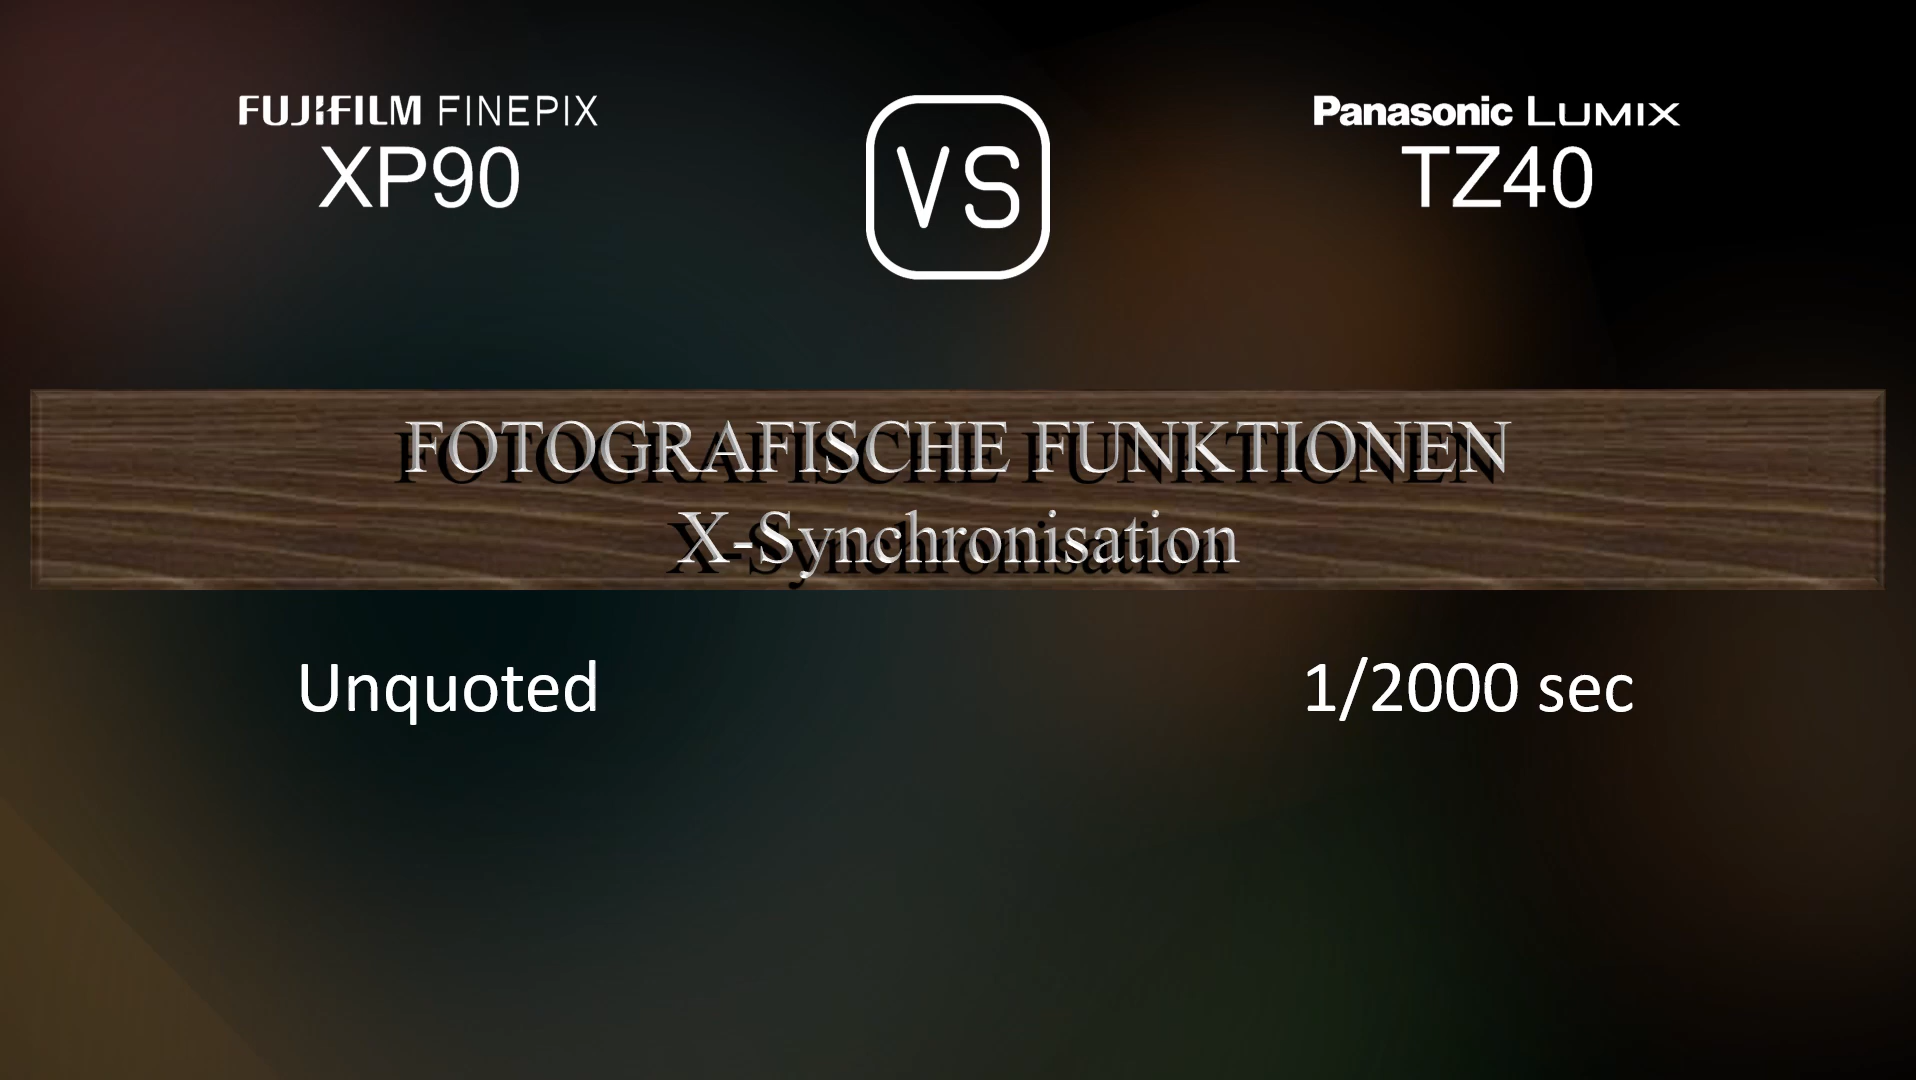 FUJIFILM FINEPIX
XP90
VS
Panasonic LUMIX
TZ40
FOTOGRAFISCHE FUNKTIONEN
X-Synchronisation
Unquoted
1/2000 sec